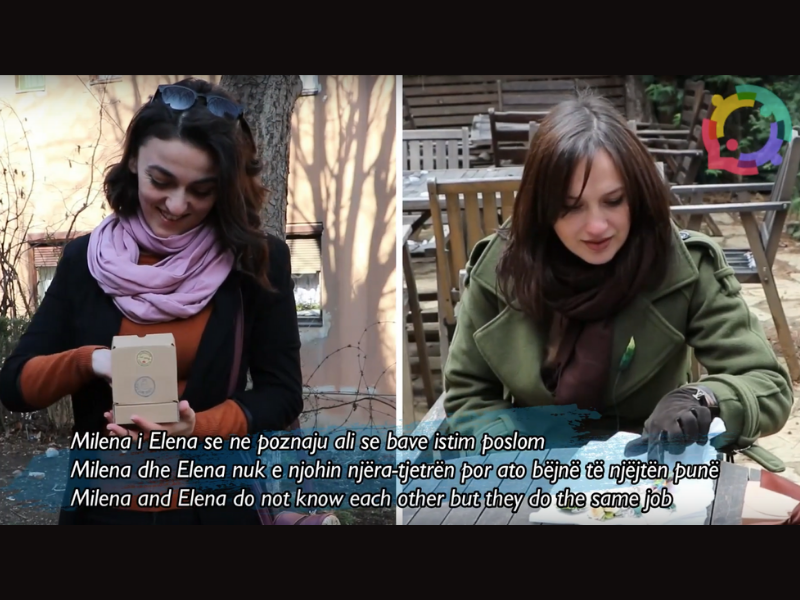 Milena i Elena se ne poznaju ali se bave istim poslom
Milena dhe Elena nuk e njohin njëra-tjetrën por ato bëjnë të njëjtën punë
Milena and Elena do not know each other but they do the same job